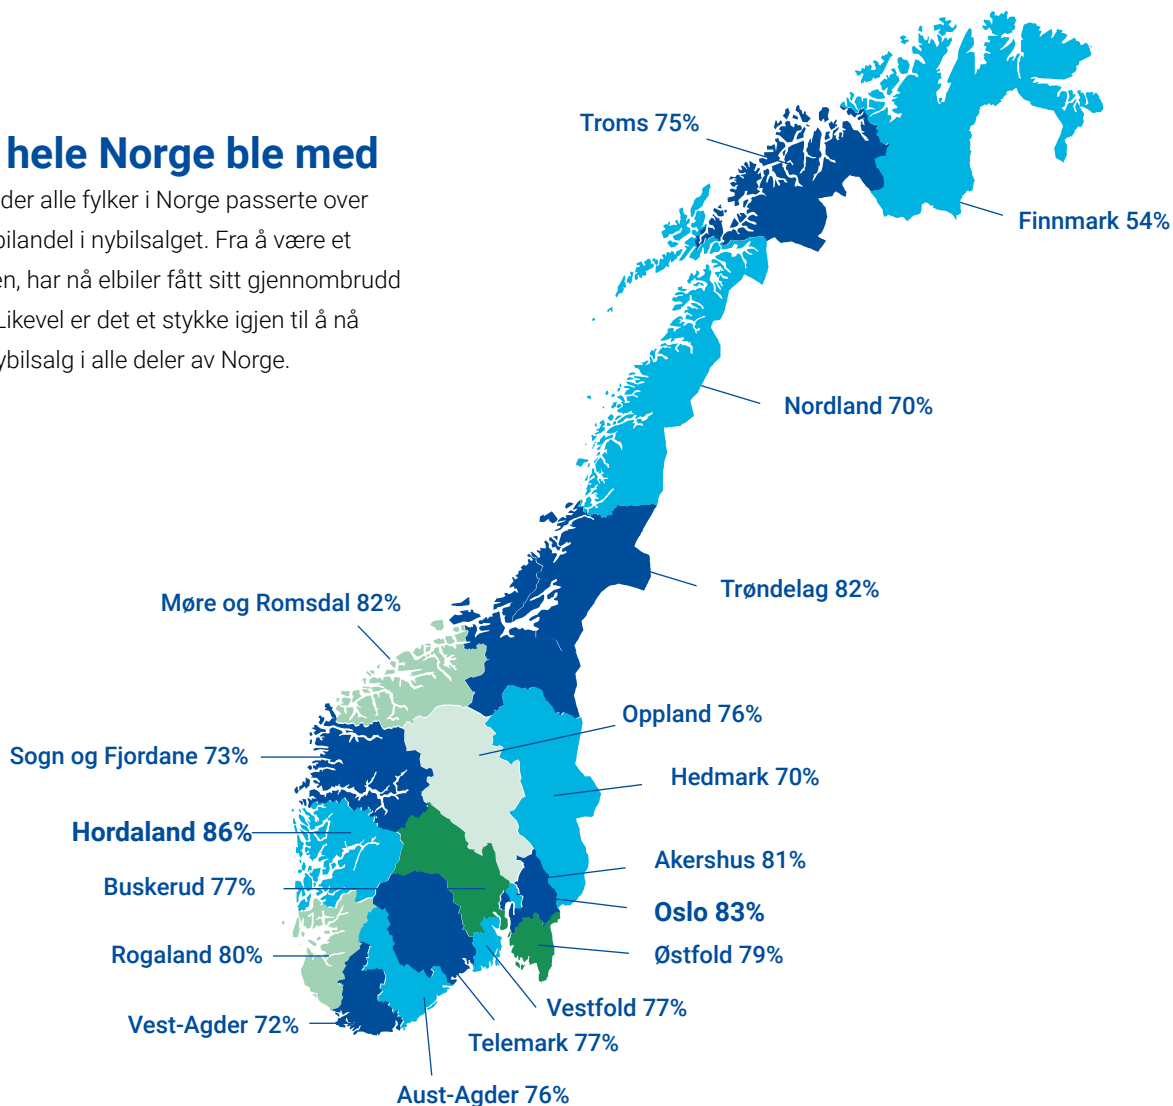 hele Norge ble med
der alle fylker i Norge passerte over
bilandel i nybilsalget. Fra å være et
en, har nå elbiler fått sitt gjennombrudd
Likevel er det et stykke igjen til å nå
ybilsalg i alle deler av Norge.
Troms 75%
Finnmark 54%
Nordland 70%
Trøndelag 82%
Møre og Romsdal 82%
Oppland 76%
Sogn og Fjordane 73%
Hedmark 70%
Hordaland 86%
Akershus 81%
Buskerud 77%
Oslo 83%
Rogaland 80%
Østfold 79%
Vestfold 77%
Vest-Agder 72%
Telemark 77%
Aust-Agder 76%